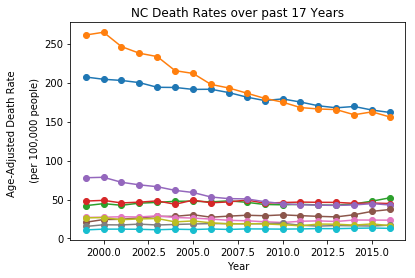 NC Death Rates over past 17 Years
Age-Adjusted Death Rate
(per 100,000 people)
250
200
150
100
50
0
2000.0 2002.5 2005.0 2007.5 2010.0 2012.5 2015.0
Year